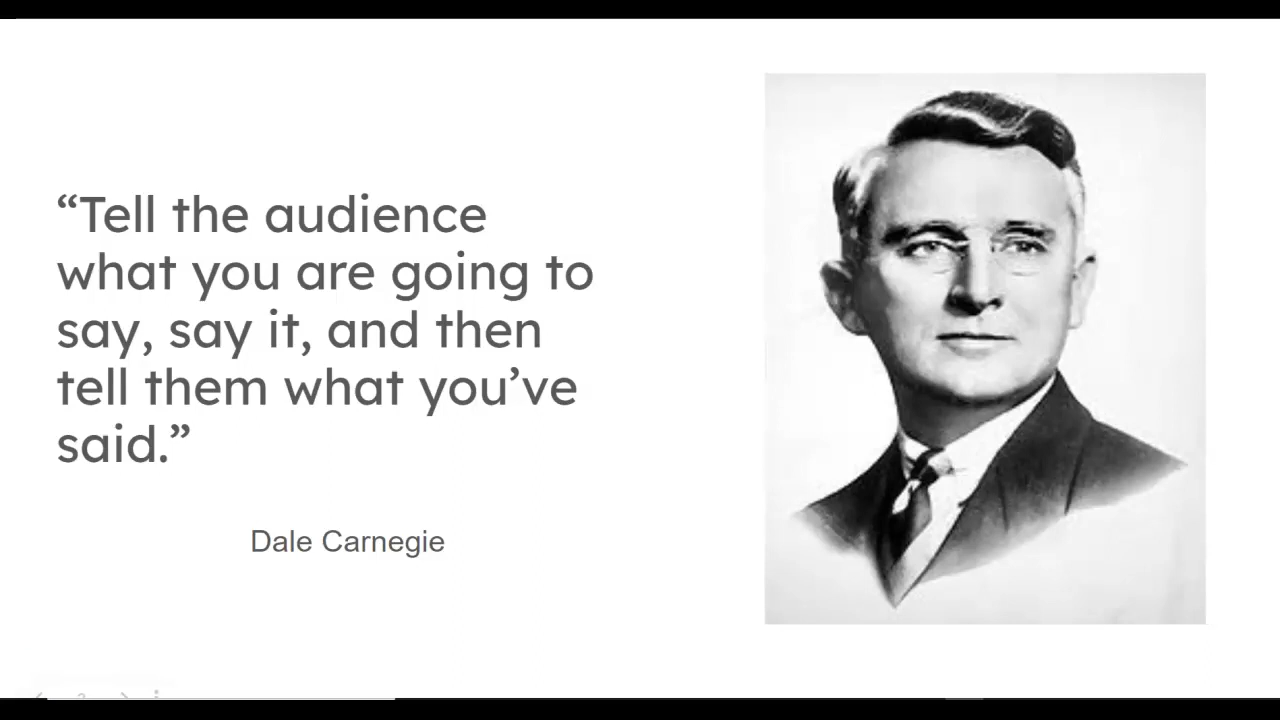 “Tell the audience
what you are going to
say, say it, and then
tell them what you’ve
said.”
Dale Carnegie